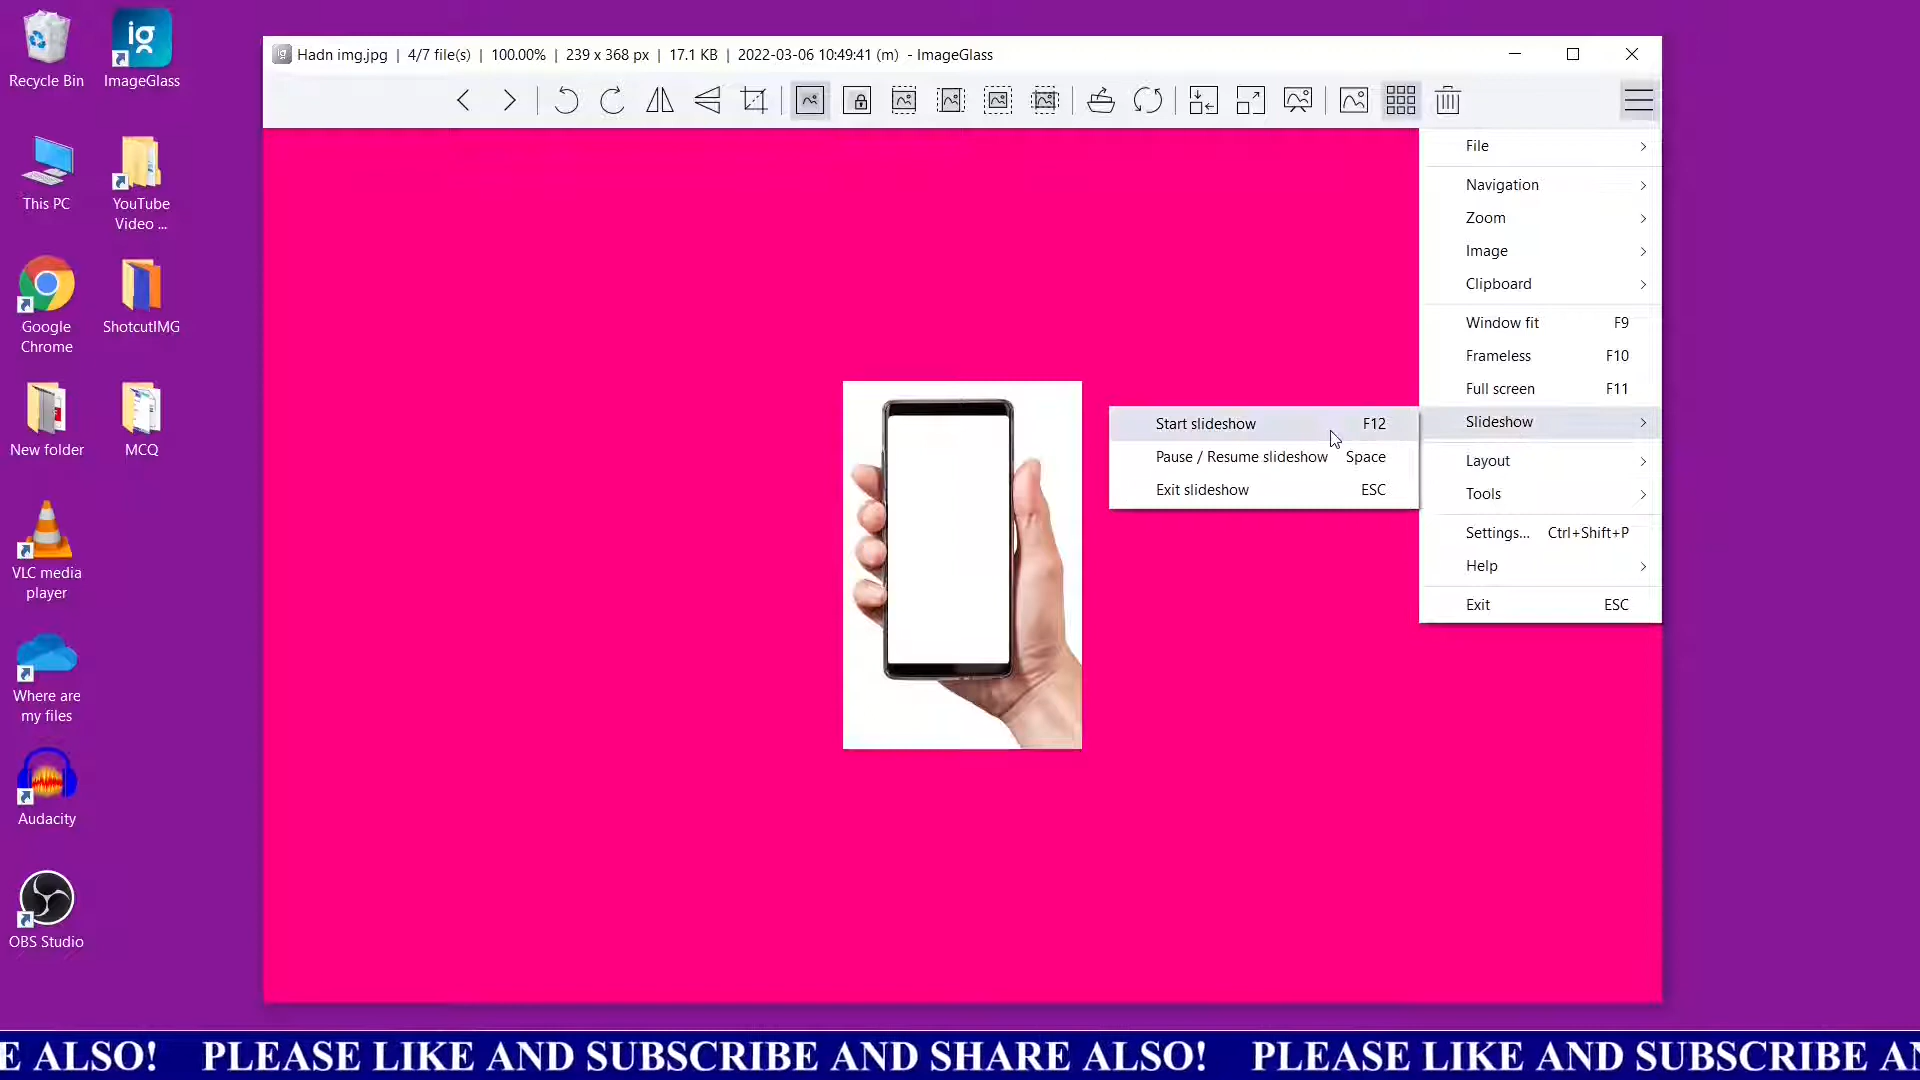 Recycle Bin
ImageGlass
This PC
YouTube
Video ...
Google
Chrome
ShotcutIMG
New folder
MCQ
VLC media
player
Where are
my files
Audacity
OBS Studio
Hadn img.jpg | 4/7 file(s) | 100.00% | 239 x 368 px | 17.1 KB | 2022-03-06 10:49:41 (m) - ImageGlass
File
Navigation
Zoom
Image
Clipboard
Window fit F9
Frameless F10
Full screen F11
Slideshow
Layout
Tools
Settings... Ctrl+Shift+P
Help
Exit ESC
Start slideshow F12
Pause / Resume slideshow Space
Exit slideshow ESC
E ALSO! PLEASE LIKE AND SUBSCRIBE AND SHARE ALSO! PLEASE LIKE AND SUBSCRIBE AN